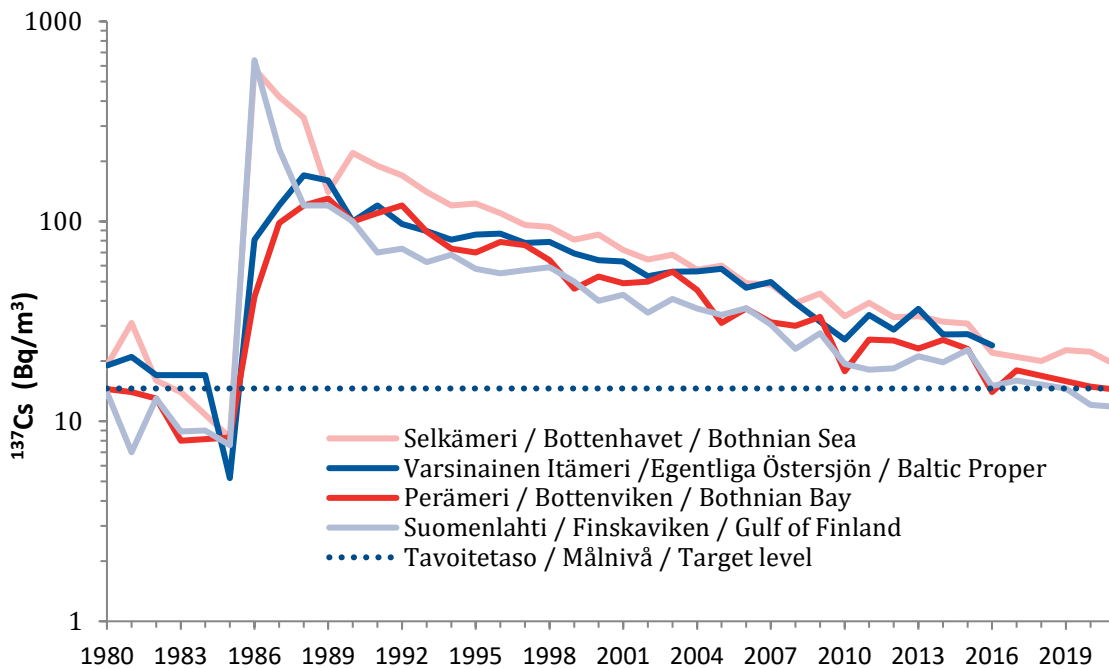 1000
100
10
1
¹³⁷Cs (Bq/m³)
Selkämeri / Bottenhavet / Bothnian Sea
Varsinainen Itämeri /Egentliga Östersjön / Baltic Proper
Perämeri / Bottenviken / Bothnian Bay
Suomenlahti / Finskaviken / Gulf of Finland
Tavoitetaso / Målnivå / Target level
1980 1983 1986 1989 1992 1995 1998 2001 2004 2007 2010 2013 2016 2019